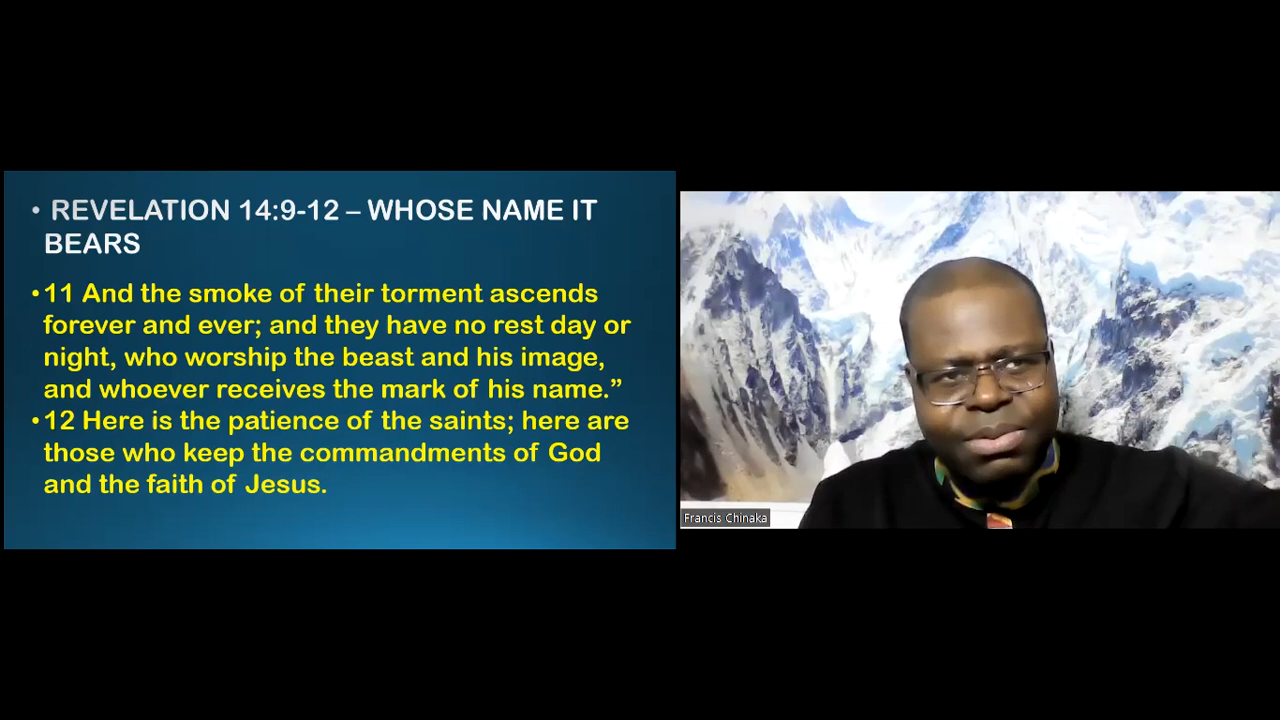 • REVELATION 14:9-12 – WHOSE NAME IT
BEARS
•11 And the smoke of their torment ascends
forever and ever; and they have no rest day or
night, who worship the beast and his image,
and whoever receives the mark of his name.”
•12 Here is the patience of the saints; here are
those who keep the commandments of God
and the faith of Jesus.
Francis Chinaka